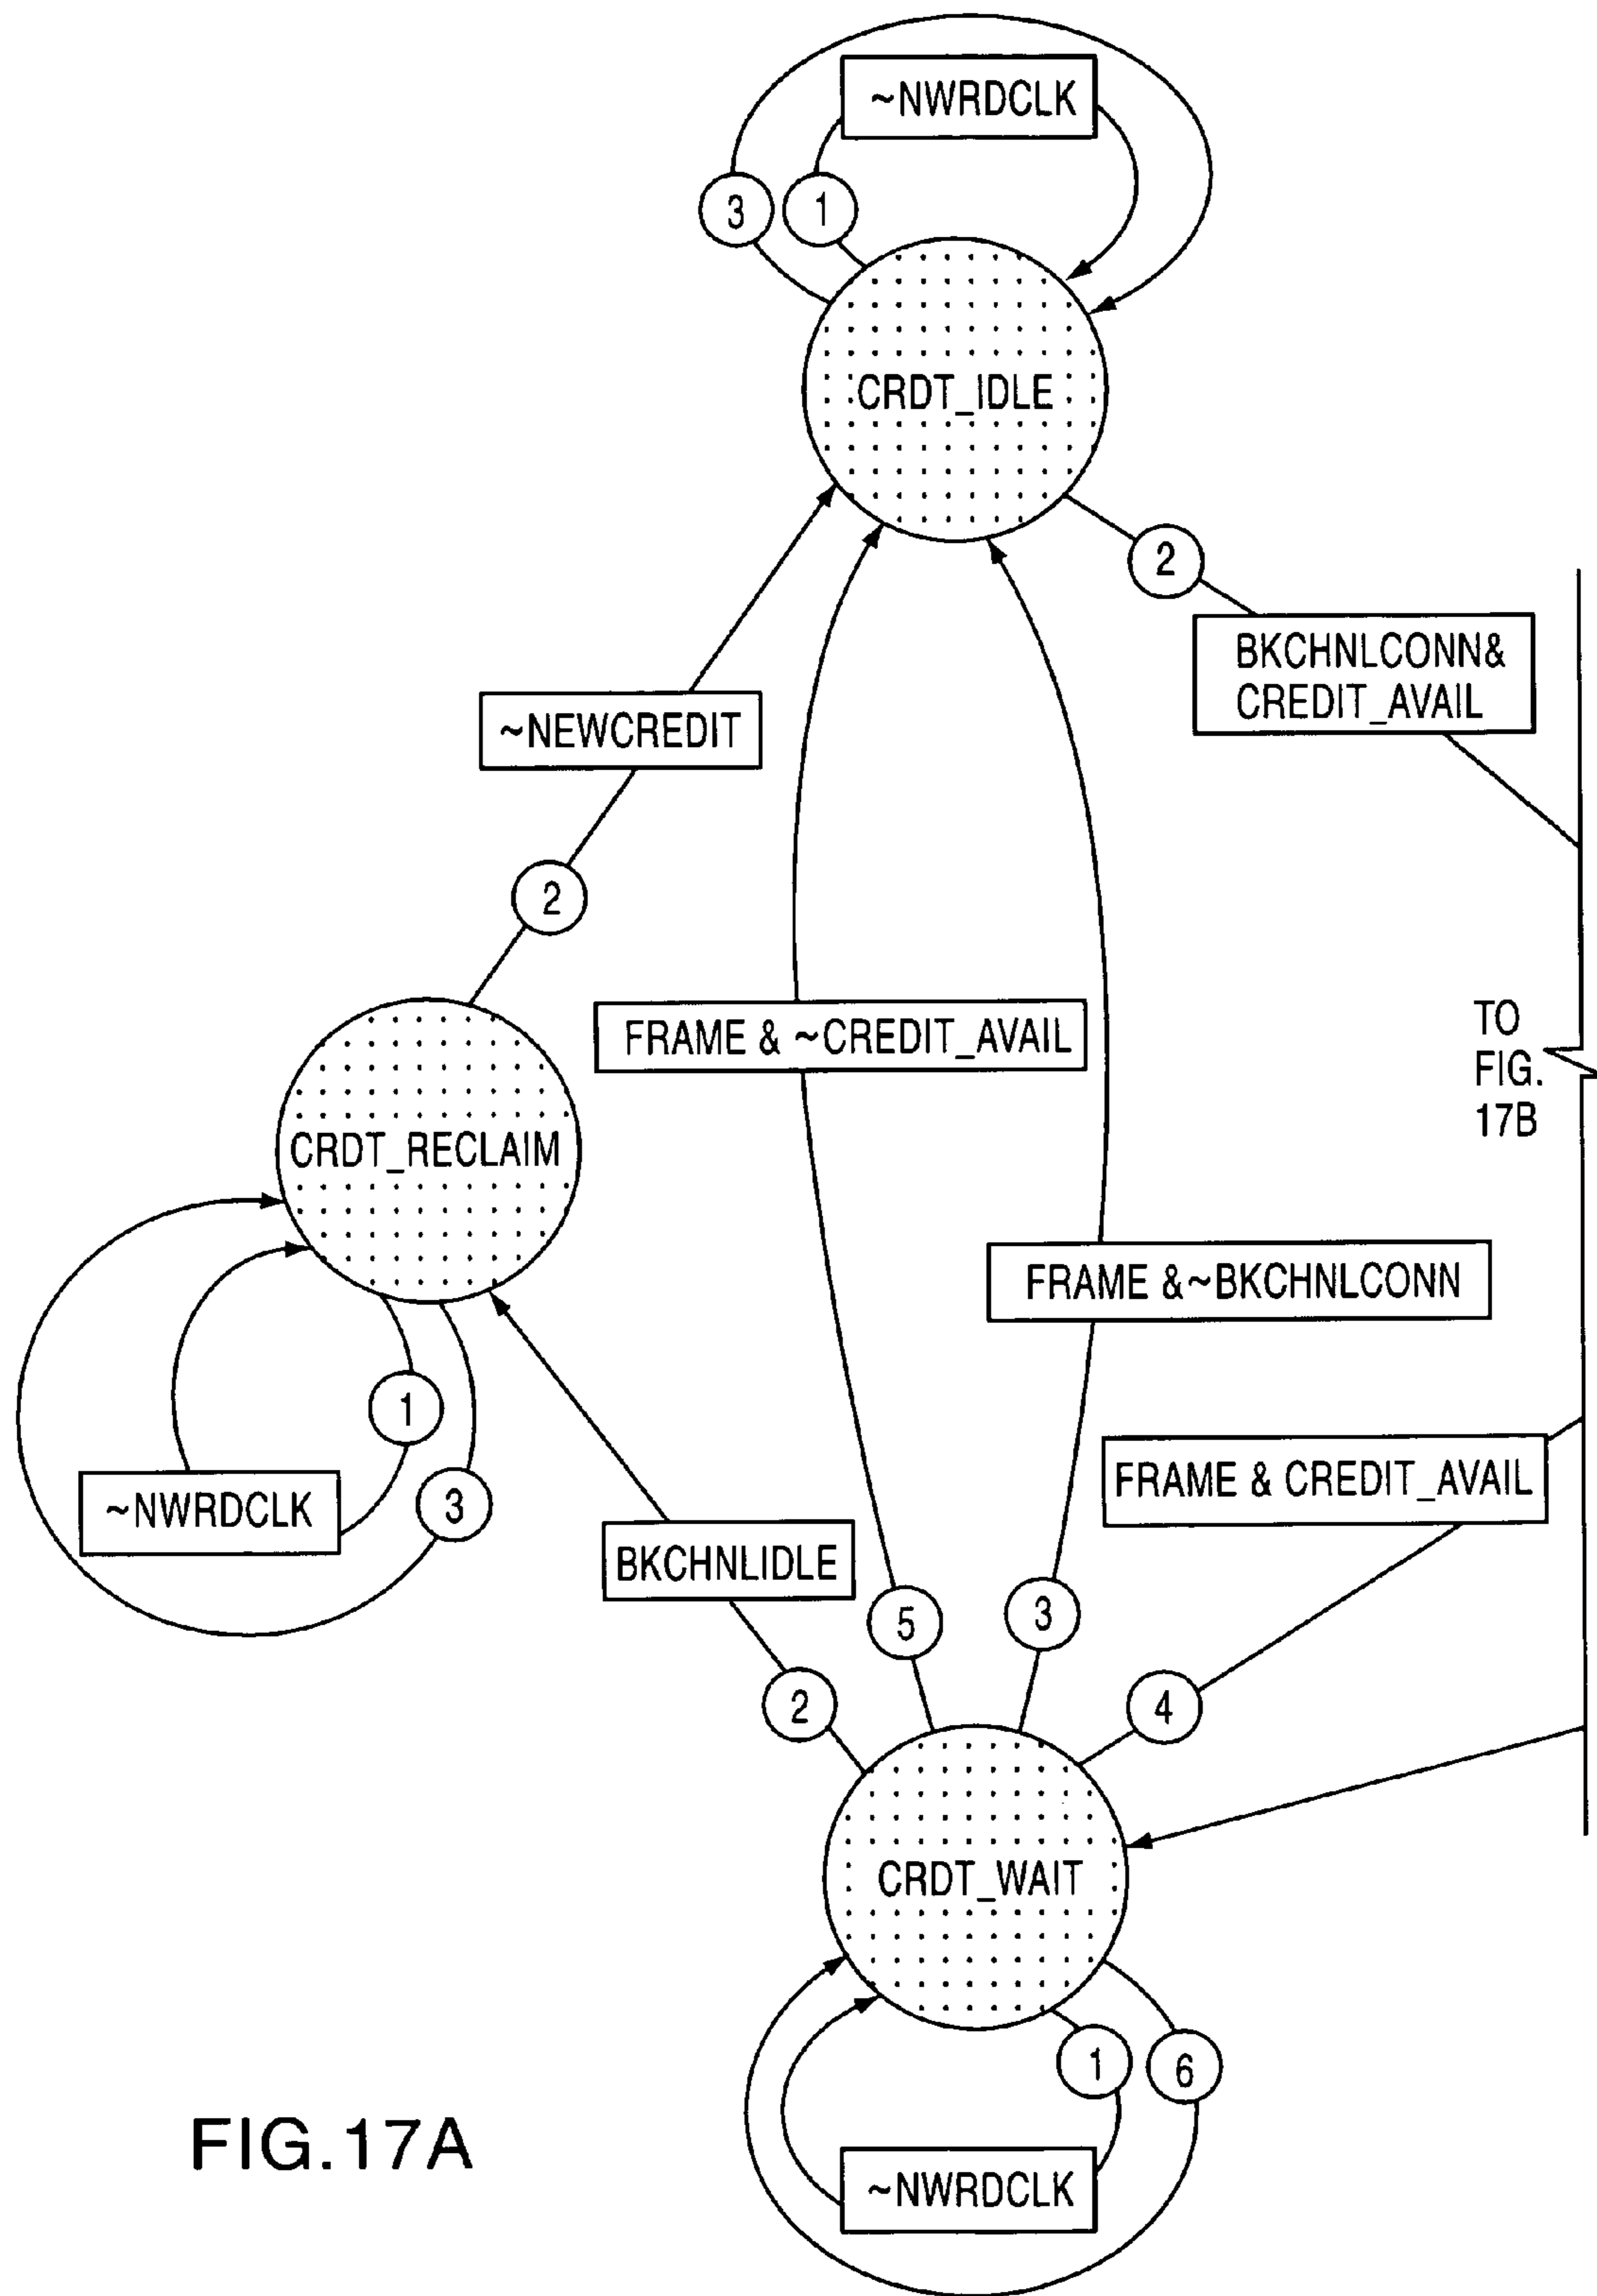 ~NWRDCLK
3
1
CRDT_IDLE
2
BKCHNLCONN&
CREDIT_AVAIL
~NEWCREDIT
2
FRAME & ~CREDIT_AVAIL
TO
FIG.
17B
CRDT_RECLAIM
FRAME &~BKCHNLCONN
1
FRAME & CREDIT_AVAIL
~NWRDCLK
3
BKCHNLIDLE
5
3
2
4
CRDT_WAIT
1
6
FIG.17A
~NWRDCLK